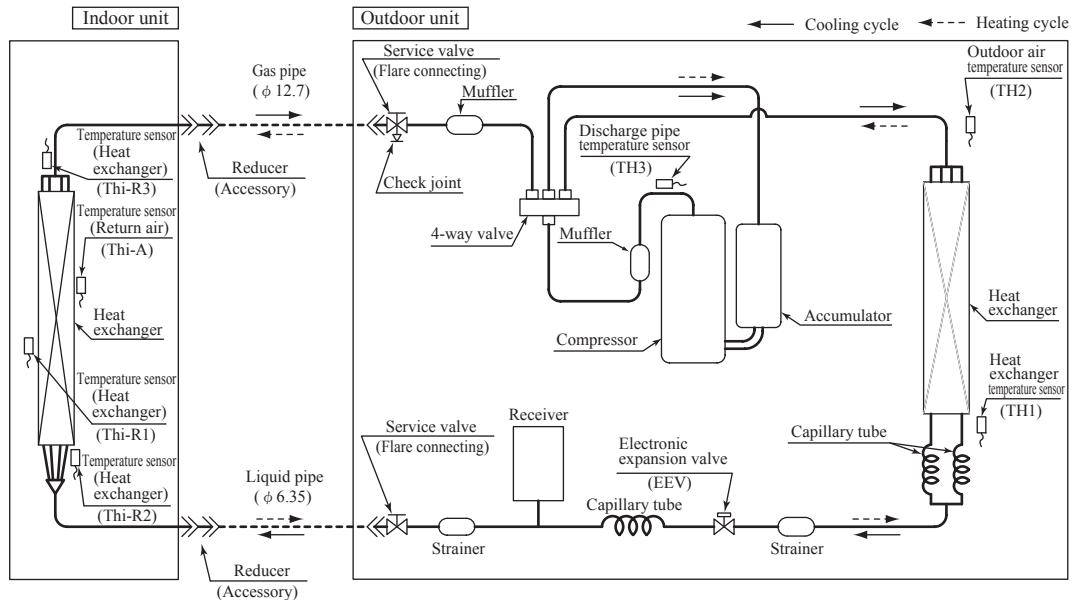 Indoor unit
Outdoor unit
Cooling cycle
Heating cycle
Gas pipe
( φ 12.7)
Service valve
(Flare connecting)
Muffler
Check joint
Reducer
(Accessory)
Temperature sensor
(Heat
exchanger)
(Thi-R3)
Temperature sensor
(Return air)
(Thi-A)
Heat
exchanger
Temperature sensor
(Heat
exchanger)
(Thi-R1)
Temperature sensor
(Heat
exchanger)
(Thi-R2)
Discharge pipe
temperature sensor
(TH3)
4-way valve
Muffler
Compressor
Accumulator
Outdoor air
temperature sensor
(TH2)
Heat
exchanger
Heat
exchanger
temperature sensor
(TH1)
Capillary tube
Liquid pipe
( φ 6.35)
Reducer
(Accessory)
Service valve
(Flare connecting)
Strainer
Receiver
Capillary tube
Electronic
expansion valve
(EEV)
Strainer